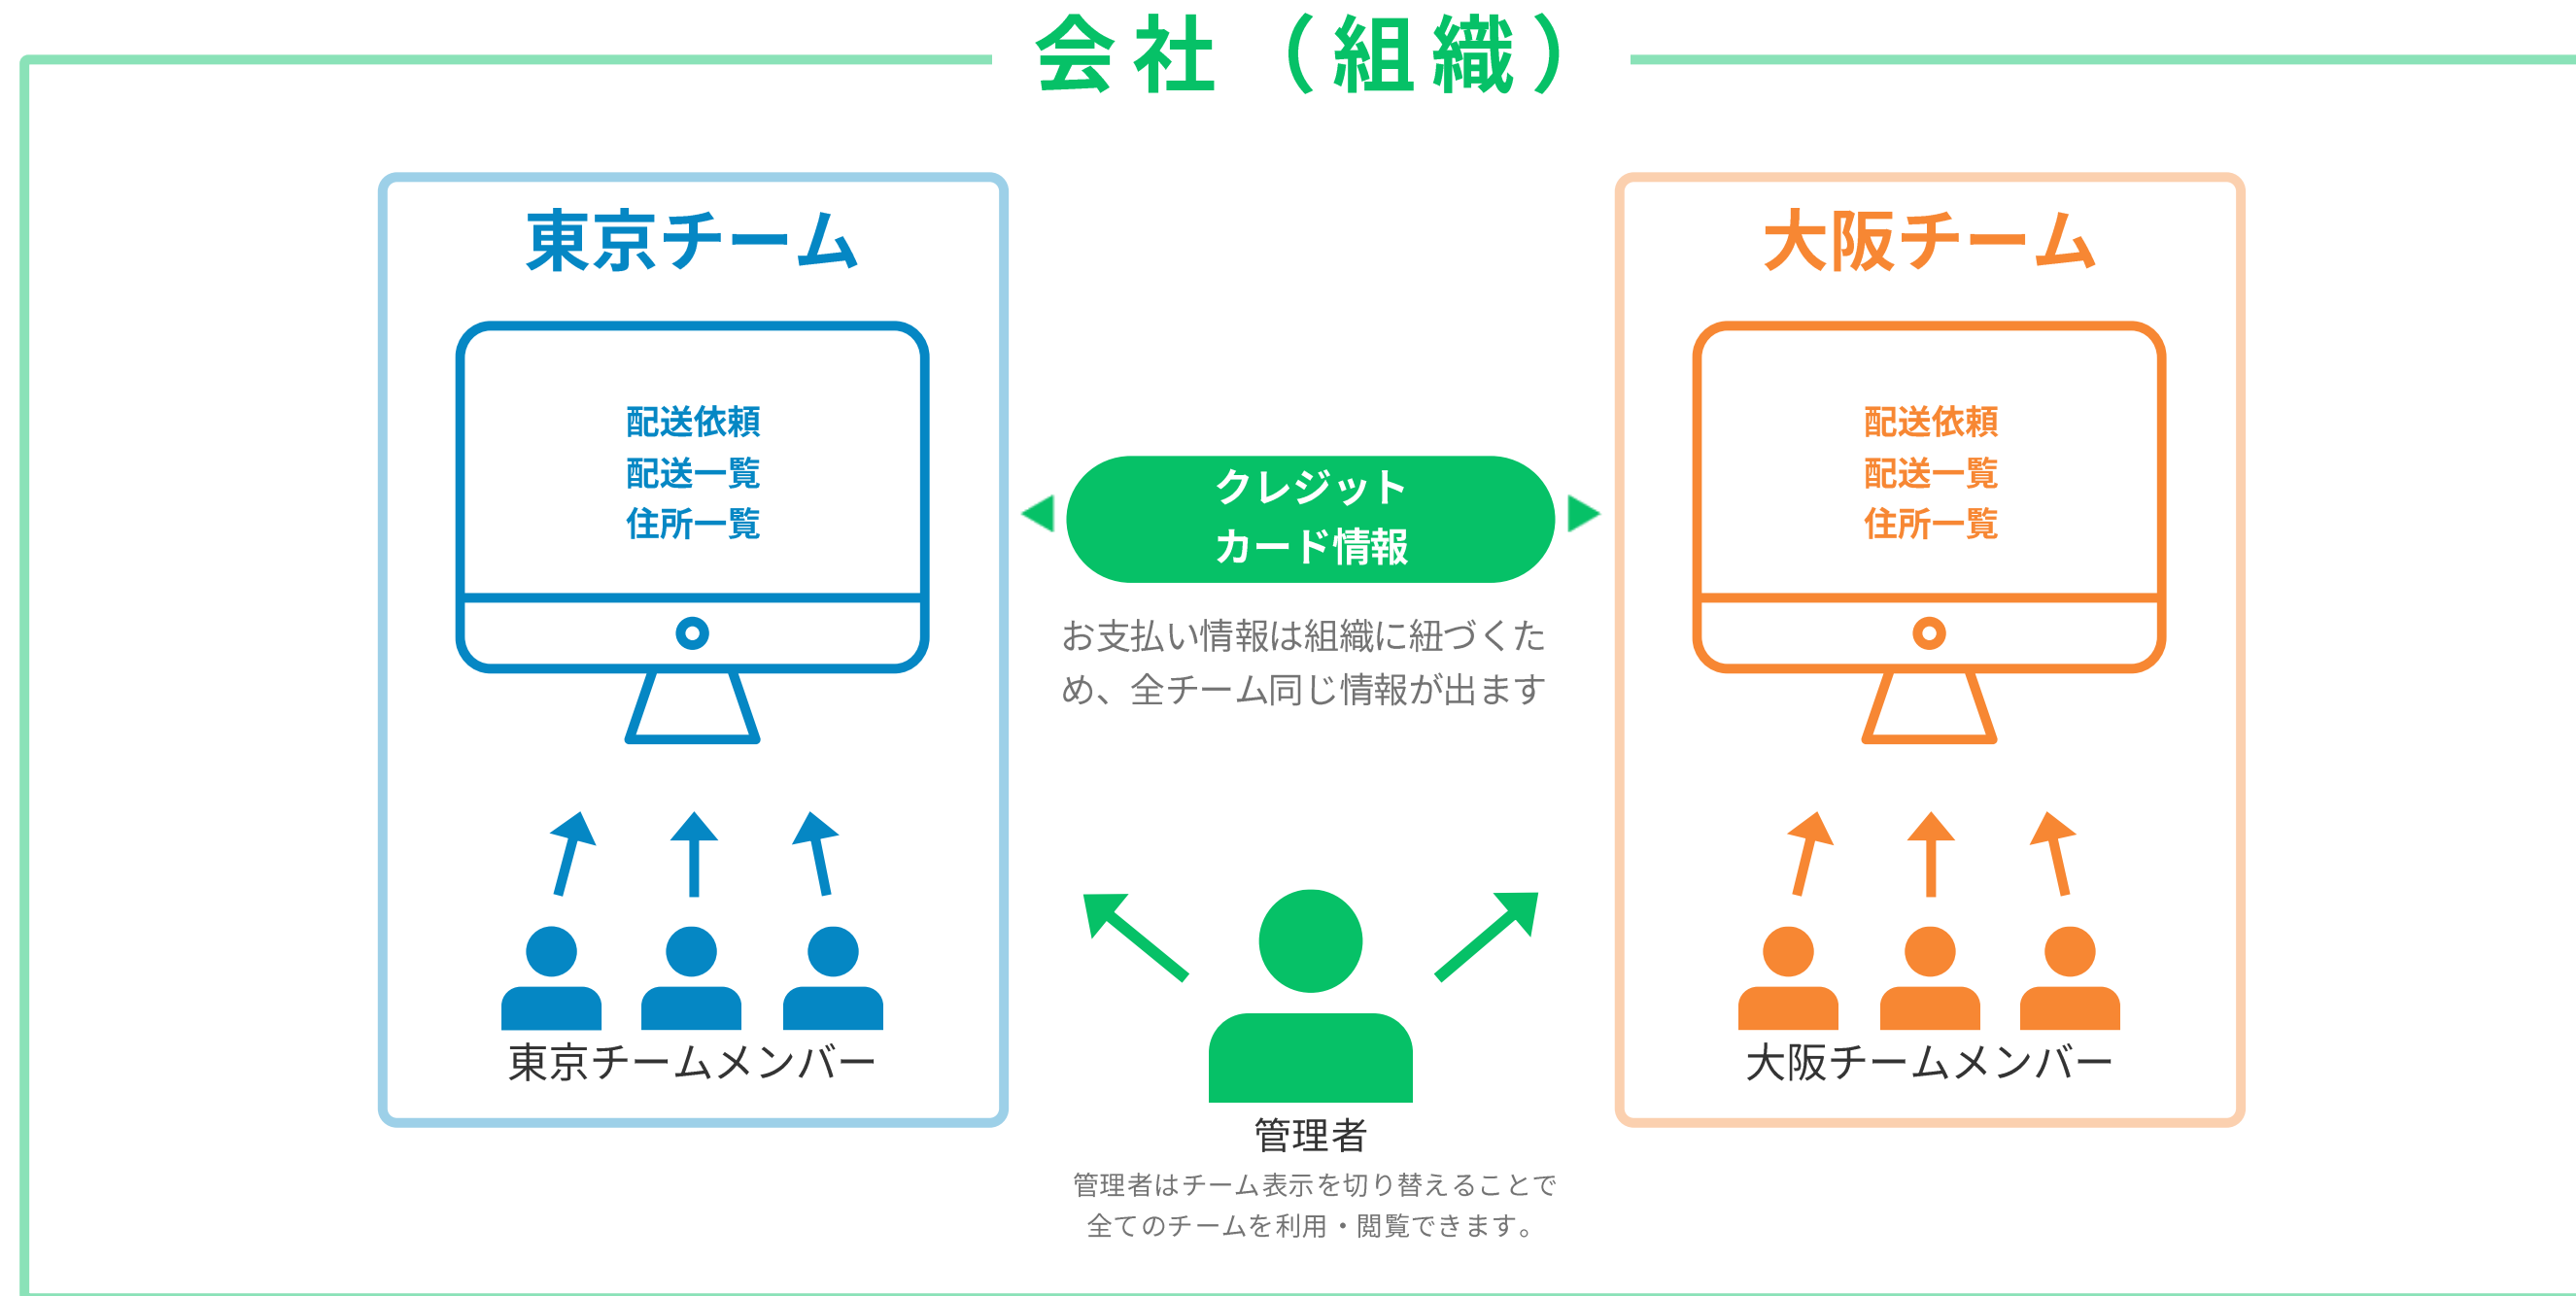 会社（組織）
東京チーム
配送依頼
配送一覧
住所一覧
東京チームメンバー
クレジット
カード情報
お支払い情報は組織に紐づくた
め、全チーム同じ情報が出ます
管理者
管理者はチーム表示を切り替えることで
全てのチームを利用・閲覧できます。
大阪チーム
配送依頼
配送一覧
住所一覧
大阪チームメンバー